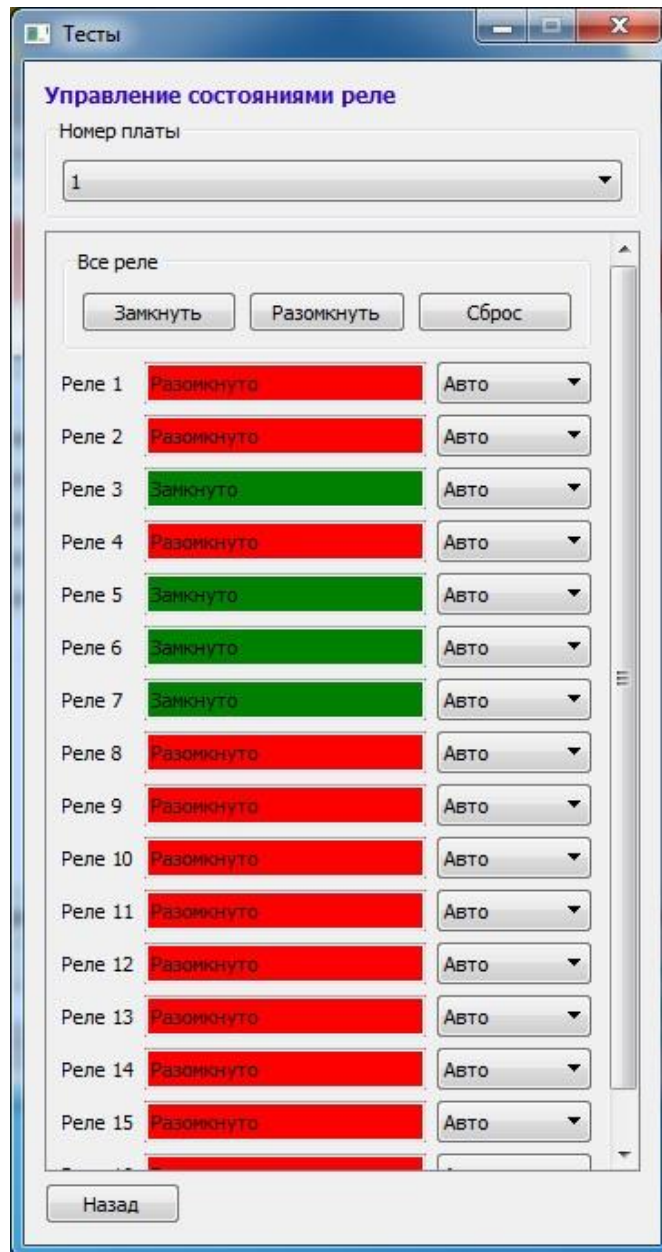 Тесты
Управление состояниями реле
Номер платы
1
Все реле
Замкнуть Разомкнуть Сброс
Реле 1 Разомкнуто Авто
Реле 2 Разомкнуто Авто
Реле 3 Замкнуто Авто
Реле 4 Разомкнуто Авто
Реле 5 Замкнуто Авто
Реле 6 Замкнуто Авто
Реле 7 Замкнуто Авто
Реле 8 Разомкнуто Авто
Реле 9 Разомкнуто Авто
Реле 10 Разомкнуто Авто
Реле 11 Разомкнуто Авто
Реле 12 Разомкнуто Авто
Реле 13 Разомкнуто Авто
Реле 14 Разомкнуто Авто
Реле 15 Разомкнуто Авто
Назад